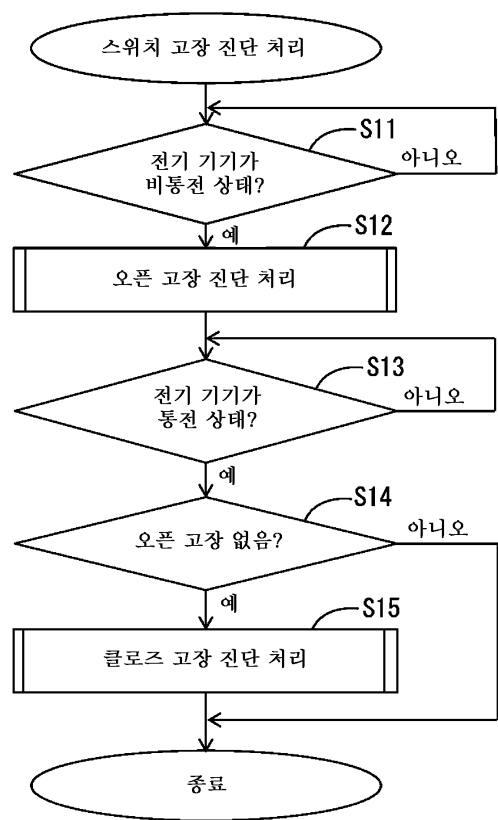 스위치 고장 진단 처리
S11
전기 기기가
비통전 상태?
아니오
예
S12
오픈 고장 진단 처리
S13
전기 기기가
통전 상태?
아니오
예
S14
오픈 고장 없음?
아니오
예
S15
클로즈 고장 진단 처리
종료